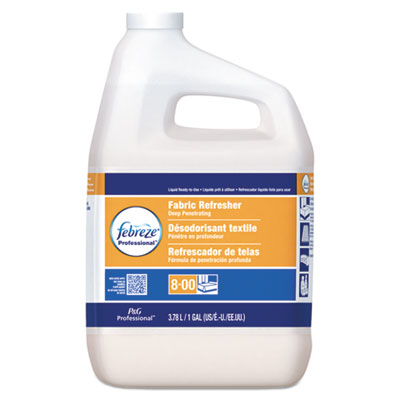 Liquid Ready-to-Use • Liquide prêt à utiliser • Refrescador líquido listo para usar
Fabric Refresher
Deep Penetrating
febreze
Professional™
Désodorisant textile
Pénètre en profondeur
Refrescador de telas
Fórmula de penetración profunda
8-00
P&G
Professional™
3.78 L / 1 GAL (US/É.-U./EE.UU.)